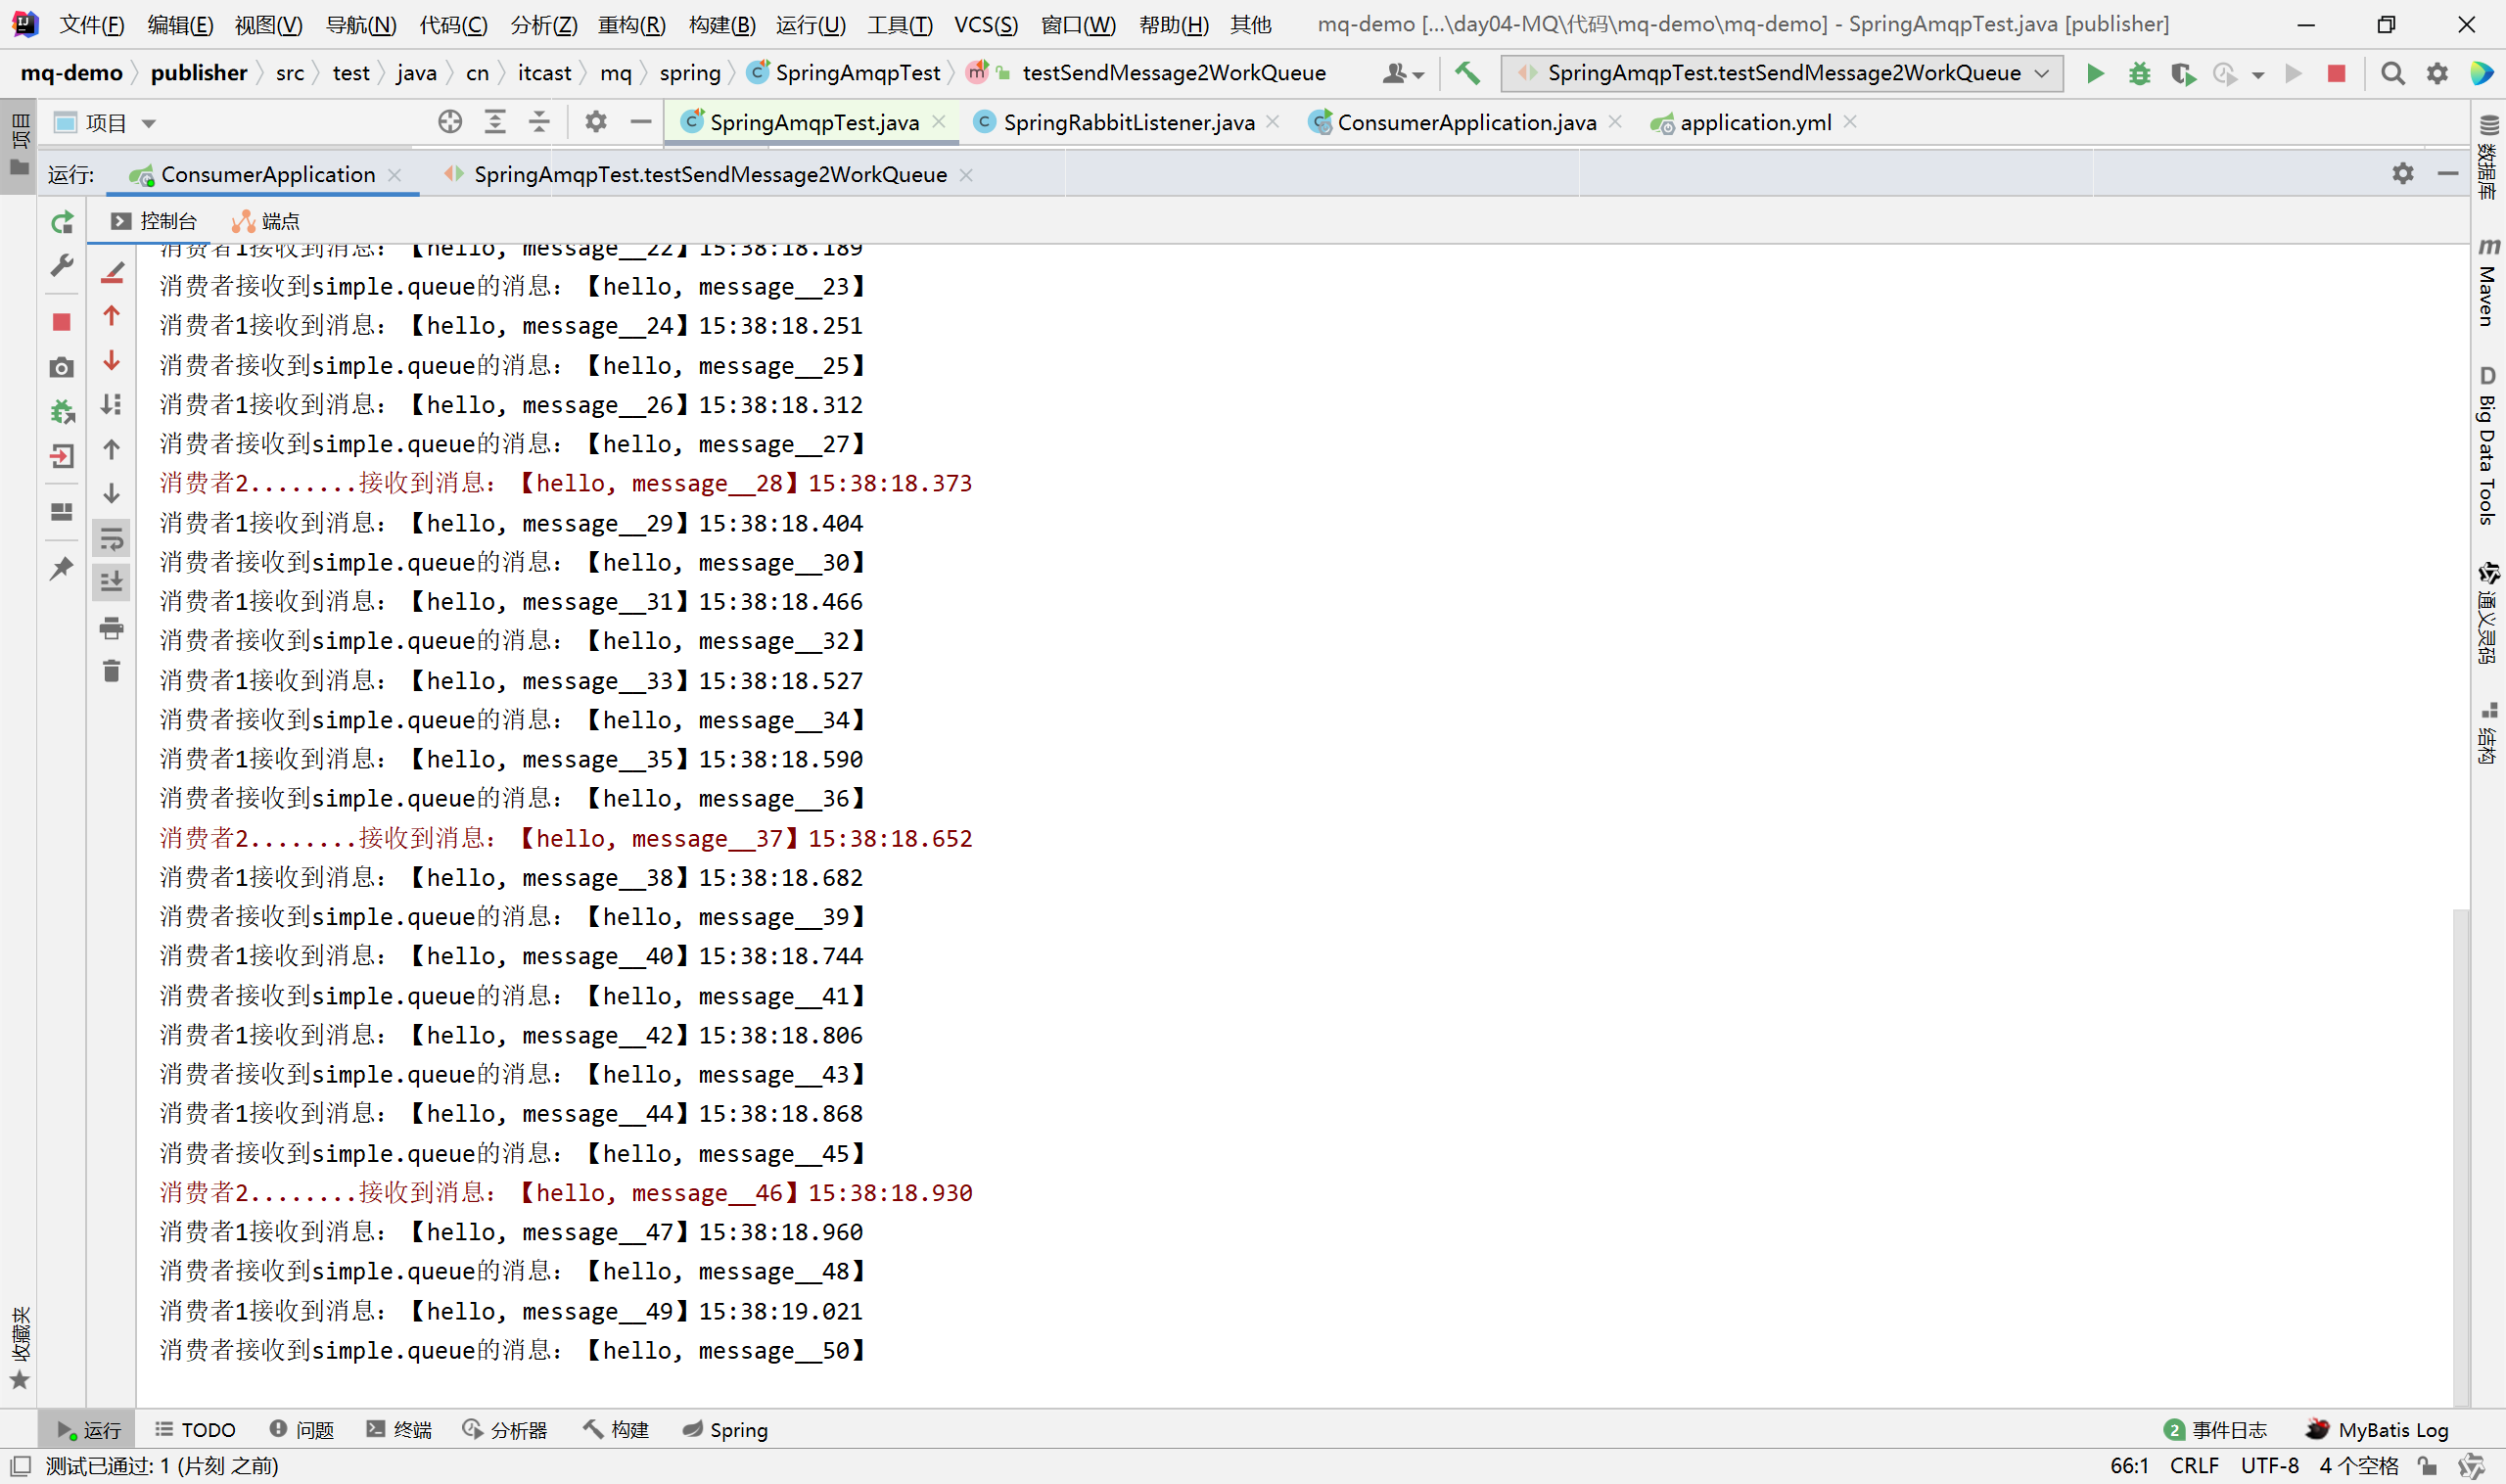 文件(F) 编辑(E) 视图(V) 导航(N) 代码(C) 分析(Z) 重构(R) 构建(B) 运行(U) 工具(T) VCS(S) 窗口(W) 帮助(H) 其他 mq-demo [...\day04-MQ\代码\mq-demo\mq-demo] - SpringAmqpTest.java [publisher]
mq-demo publisher src test java cn itcast mq spring SpringAmqpTest testSendMessage2WorkQueue SpringAmqpTest.testSendMessage2WorkQueue
项目 SpringAmqpTest.java SpringRabbitListener.java ConsumerApplication.java application.yml
运行: ConsumerApplication SpringAmqpTest.testSendMessage2WorkQueue
控制台 端点
消费者1接收到消息：【hello, message__22】15:38:18.189
消费者接收到simple.queue的消息：【hello, message__23】
消费者1接收到消息：【hello, message__24】15:38:18.251
消费者接收到simple.queue的消息：【hello, message__25】
消费者1接收到消息：【hello, message__26】15:38:18.312
消费者接收到simple.queue的消息：【hello, message__27】
消费者2........接收到消息：【hello, message__28】15:38:18.373
消费者1接收到消息：【hello, message__29】15:38:18.404
消费者接收到simple.queue的消息：【hello, message__30】
消费者1接收到消息：【hello, message__31】15:38:18.466
消费者接收到simple.queue的消息：【hello, message__32】
消费者1接收到消息：【hello, message__33】15:38:18.527
消费者接收到simple.queue的消息：【hello, message__34】
消费者1接收到消息：【hello, message__35】15:38:18.590
消费者接收到simple.queue的消息：【hello, message__36】
消费者2........接收到消息：【hello, message__37】15:38:18.652
消费者1接收到消息：【hello, message__38】15:38:18.682
消费者接收到simple.queue的消息：【hello, message__39】
消费者1接收到消息：【hello, message__40】15:38:18.744
消费者接收到simple.queue的消息：【hello, message__41】
消费者1接收到消息：【hello, message__42】15:38:18.806
消费者接收到simple.queue的消息：【hello, message__43】
消费者1接收到消息：【hello, message__44】15:38:18.868
消费者接收到simple.queue的消息：【hello, message__45】
消费者2........接收到消息：【hello, message__46】15:38:18.930
消费者1接收到消息：【hello, message__47】15:38:18.960
消费者接收到simple.queue的消息：【hello, message__48】
消费者1接收到消息：【hello, message__49】15:38:19.021
消费者接收到simple.queue的消息：【hello, message__50】
项目
收藏夹
数据库
Maven
Big Data Tools
通义灵码
结构
运行 TODO 问题 终端 分析器 构建 Spring 2 事件日志 MyBatis Log
测试已通过: 1 (片刻 之前) 66:1 CRLF UTF-8 4 个空格